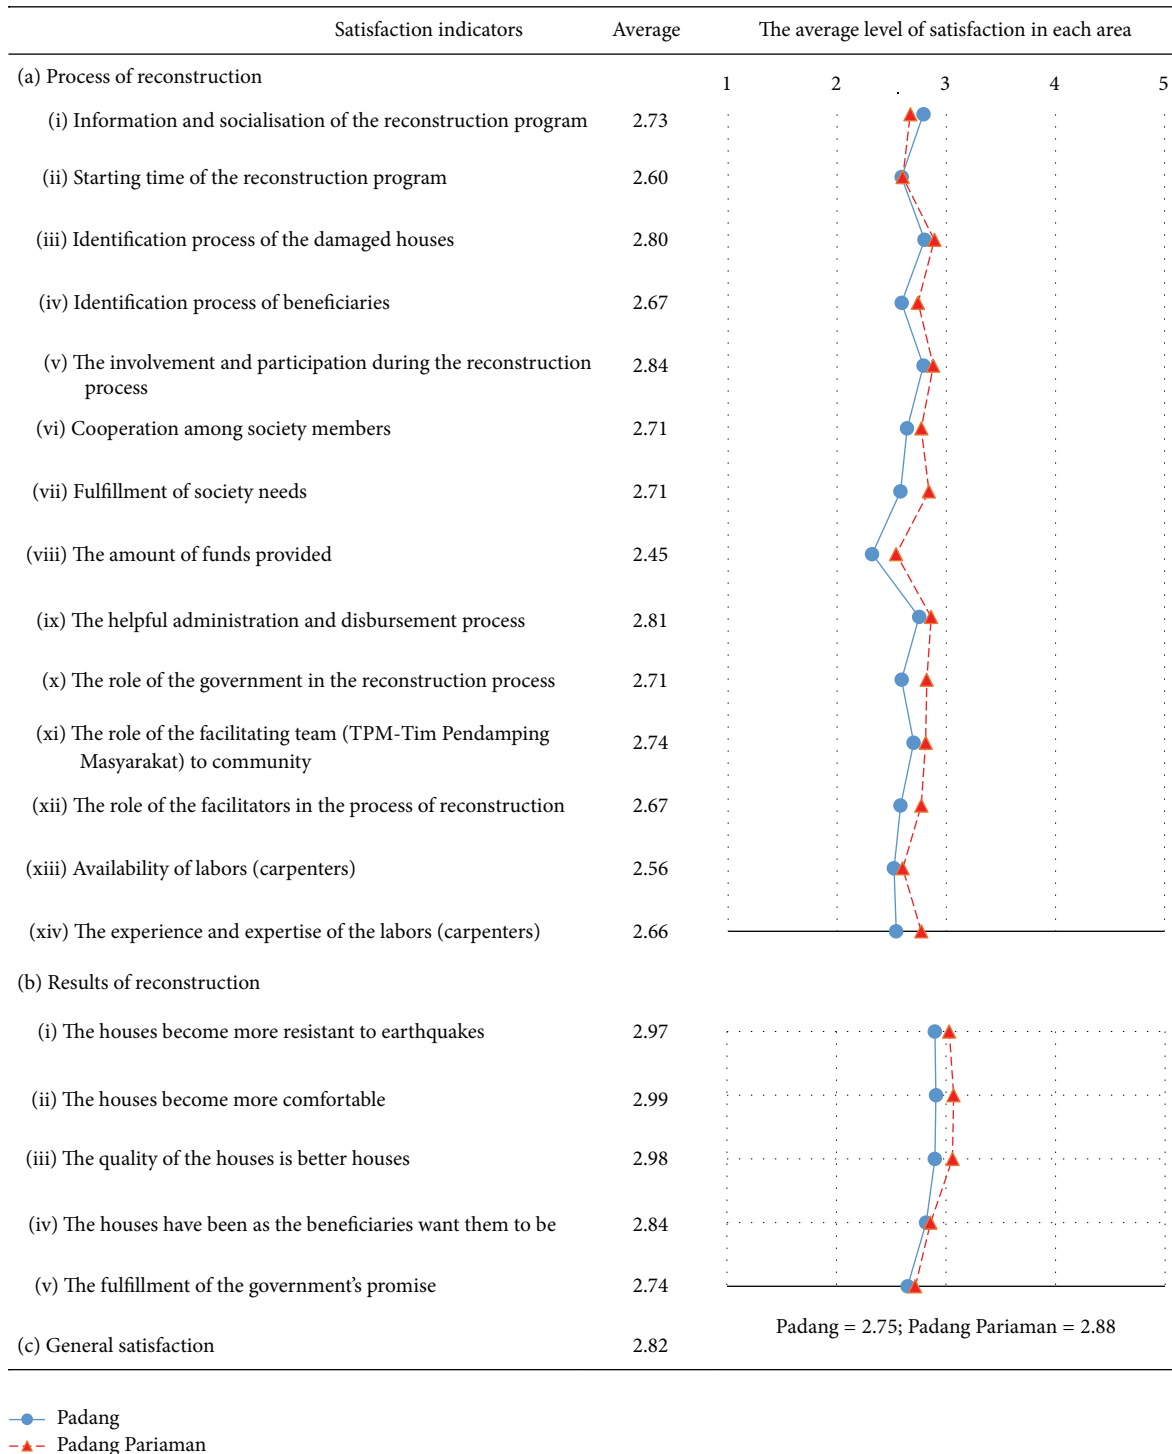 Satisfaction indicators Average The average level of satisfaction in each area
(a) Process of reconstruction
1 2 3 4 5
(i) Information and socialisation of the reconstruction program 2.73
(ii) Starting time of the reconstruction program 2.60
(iii) Identification process of the damaged houses 2.80
(iv) Identification process of beneficiaries 2.67
(v) The involvement and participation during the reconstruction 2.84
process
(vi) Cooperation among society members 2.71
(vii) Fulfillment of society needs 2.71
(viii) The amount of funds provided 2.45
(ix) The helpful administration and disbursement process 2.81
(x) The role of the government in the reconstruction process 2.71
(xi) The role of the facilitating team (TPM-Tim Pendamping 2.74
Masyarakat) to community
(xii) The role of the facilitators in the process of reconstruction 2.67
(xiii) Availability of labors (carpenters) 2.56
(xiv) The experience and expertise of the labors (carpenters) 2.66
(b) Results of reconstruction
(i) The houses become more resistant to earthquakes 2.97
(ii) The houses become more comfortable 2.99
(iii) The quality of the houses is better houses 2.98
(iv) The houses have been as the beneficiaries want them to be 2.84
(v) The fulfillment of the government's promise 2.74
Padang = 2.75; Padang Pariaman = 2.88
(c) General satisfaction 2.82
Padang
Padang Pariaman